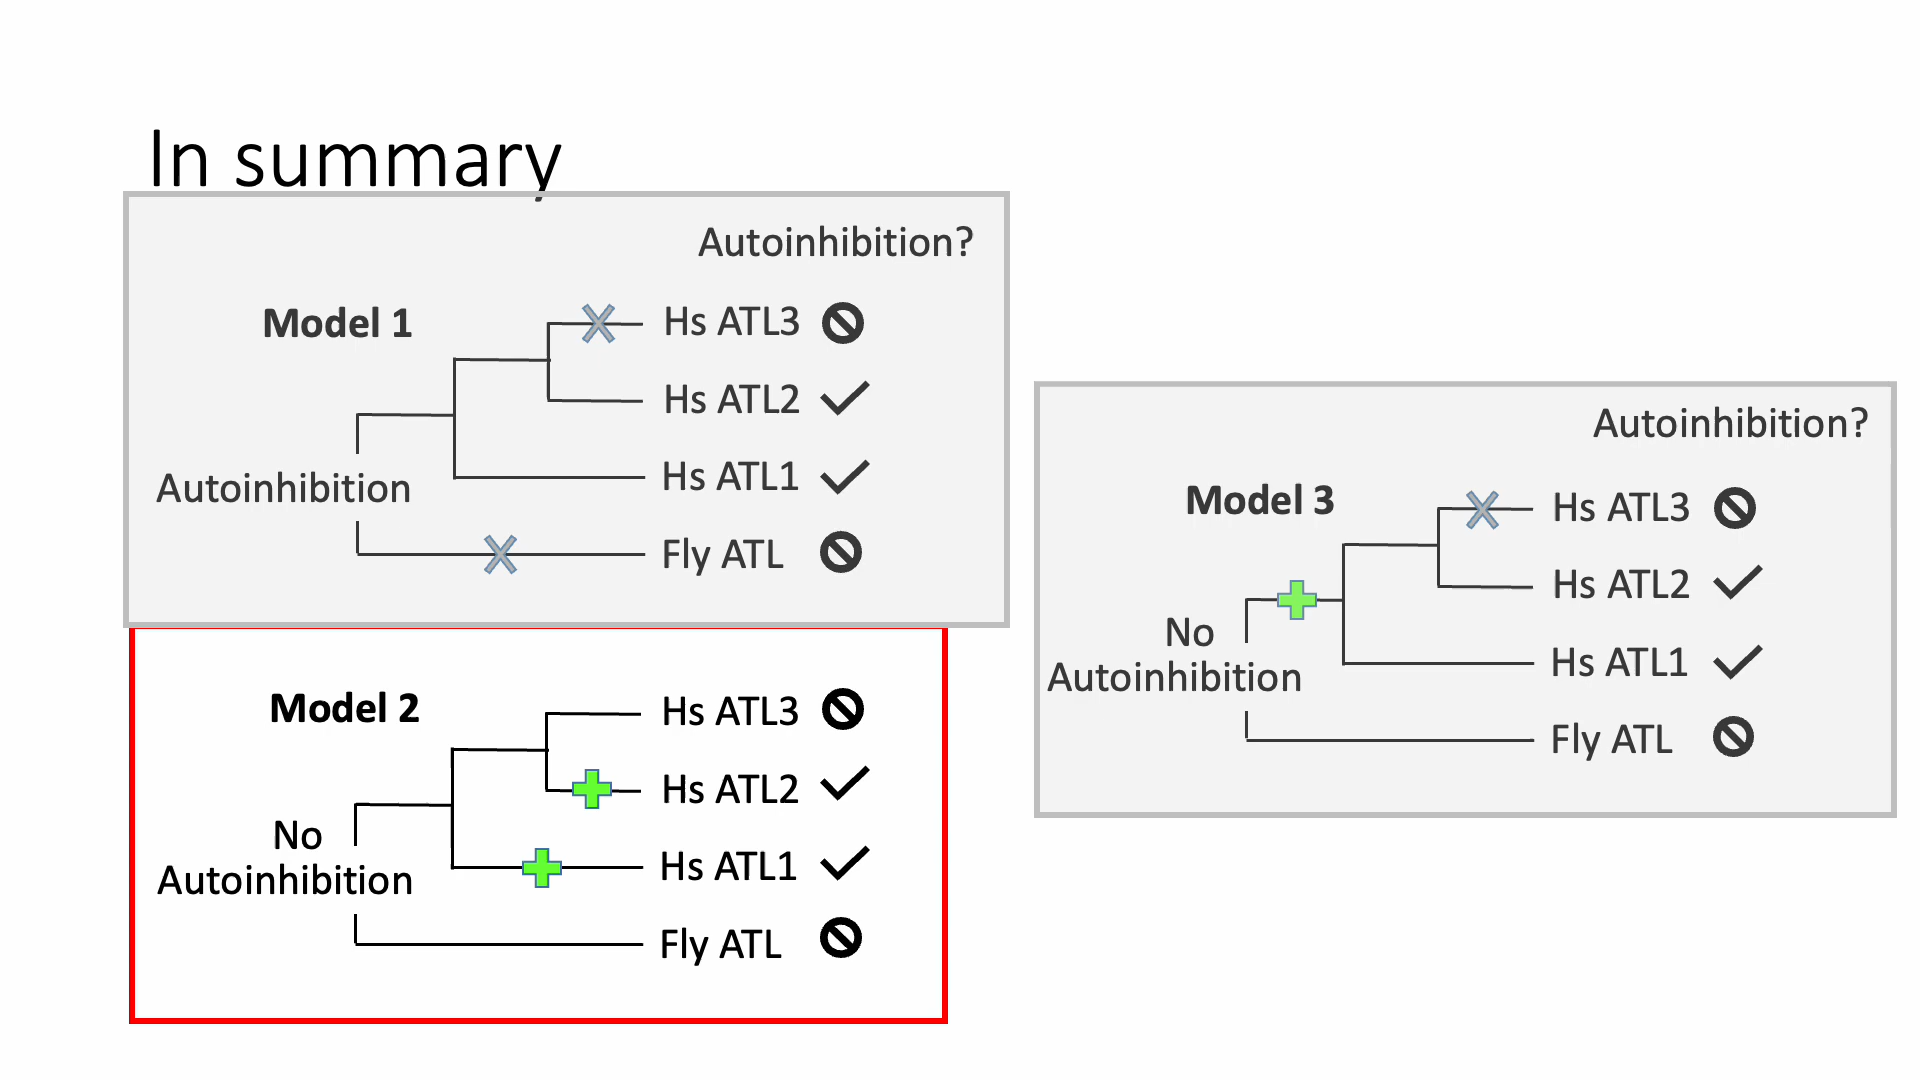 In summary
Autoinhibition?
Model 1
Hs ATL3
Hs ATL2
Hs ATL1
Autoinhibition
Fly ATL
Model 2
Hs ATL3
Hs ATL2
No
Autoinhibition
Hs ATL1
Fly ATL
Autoinhibition?
Model 3
Hs ATL3
Hs ATL2
No
Autoinhibition
Hs ATL1
Fly ATL